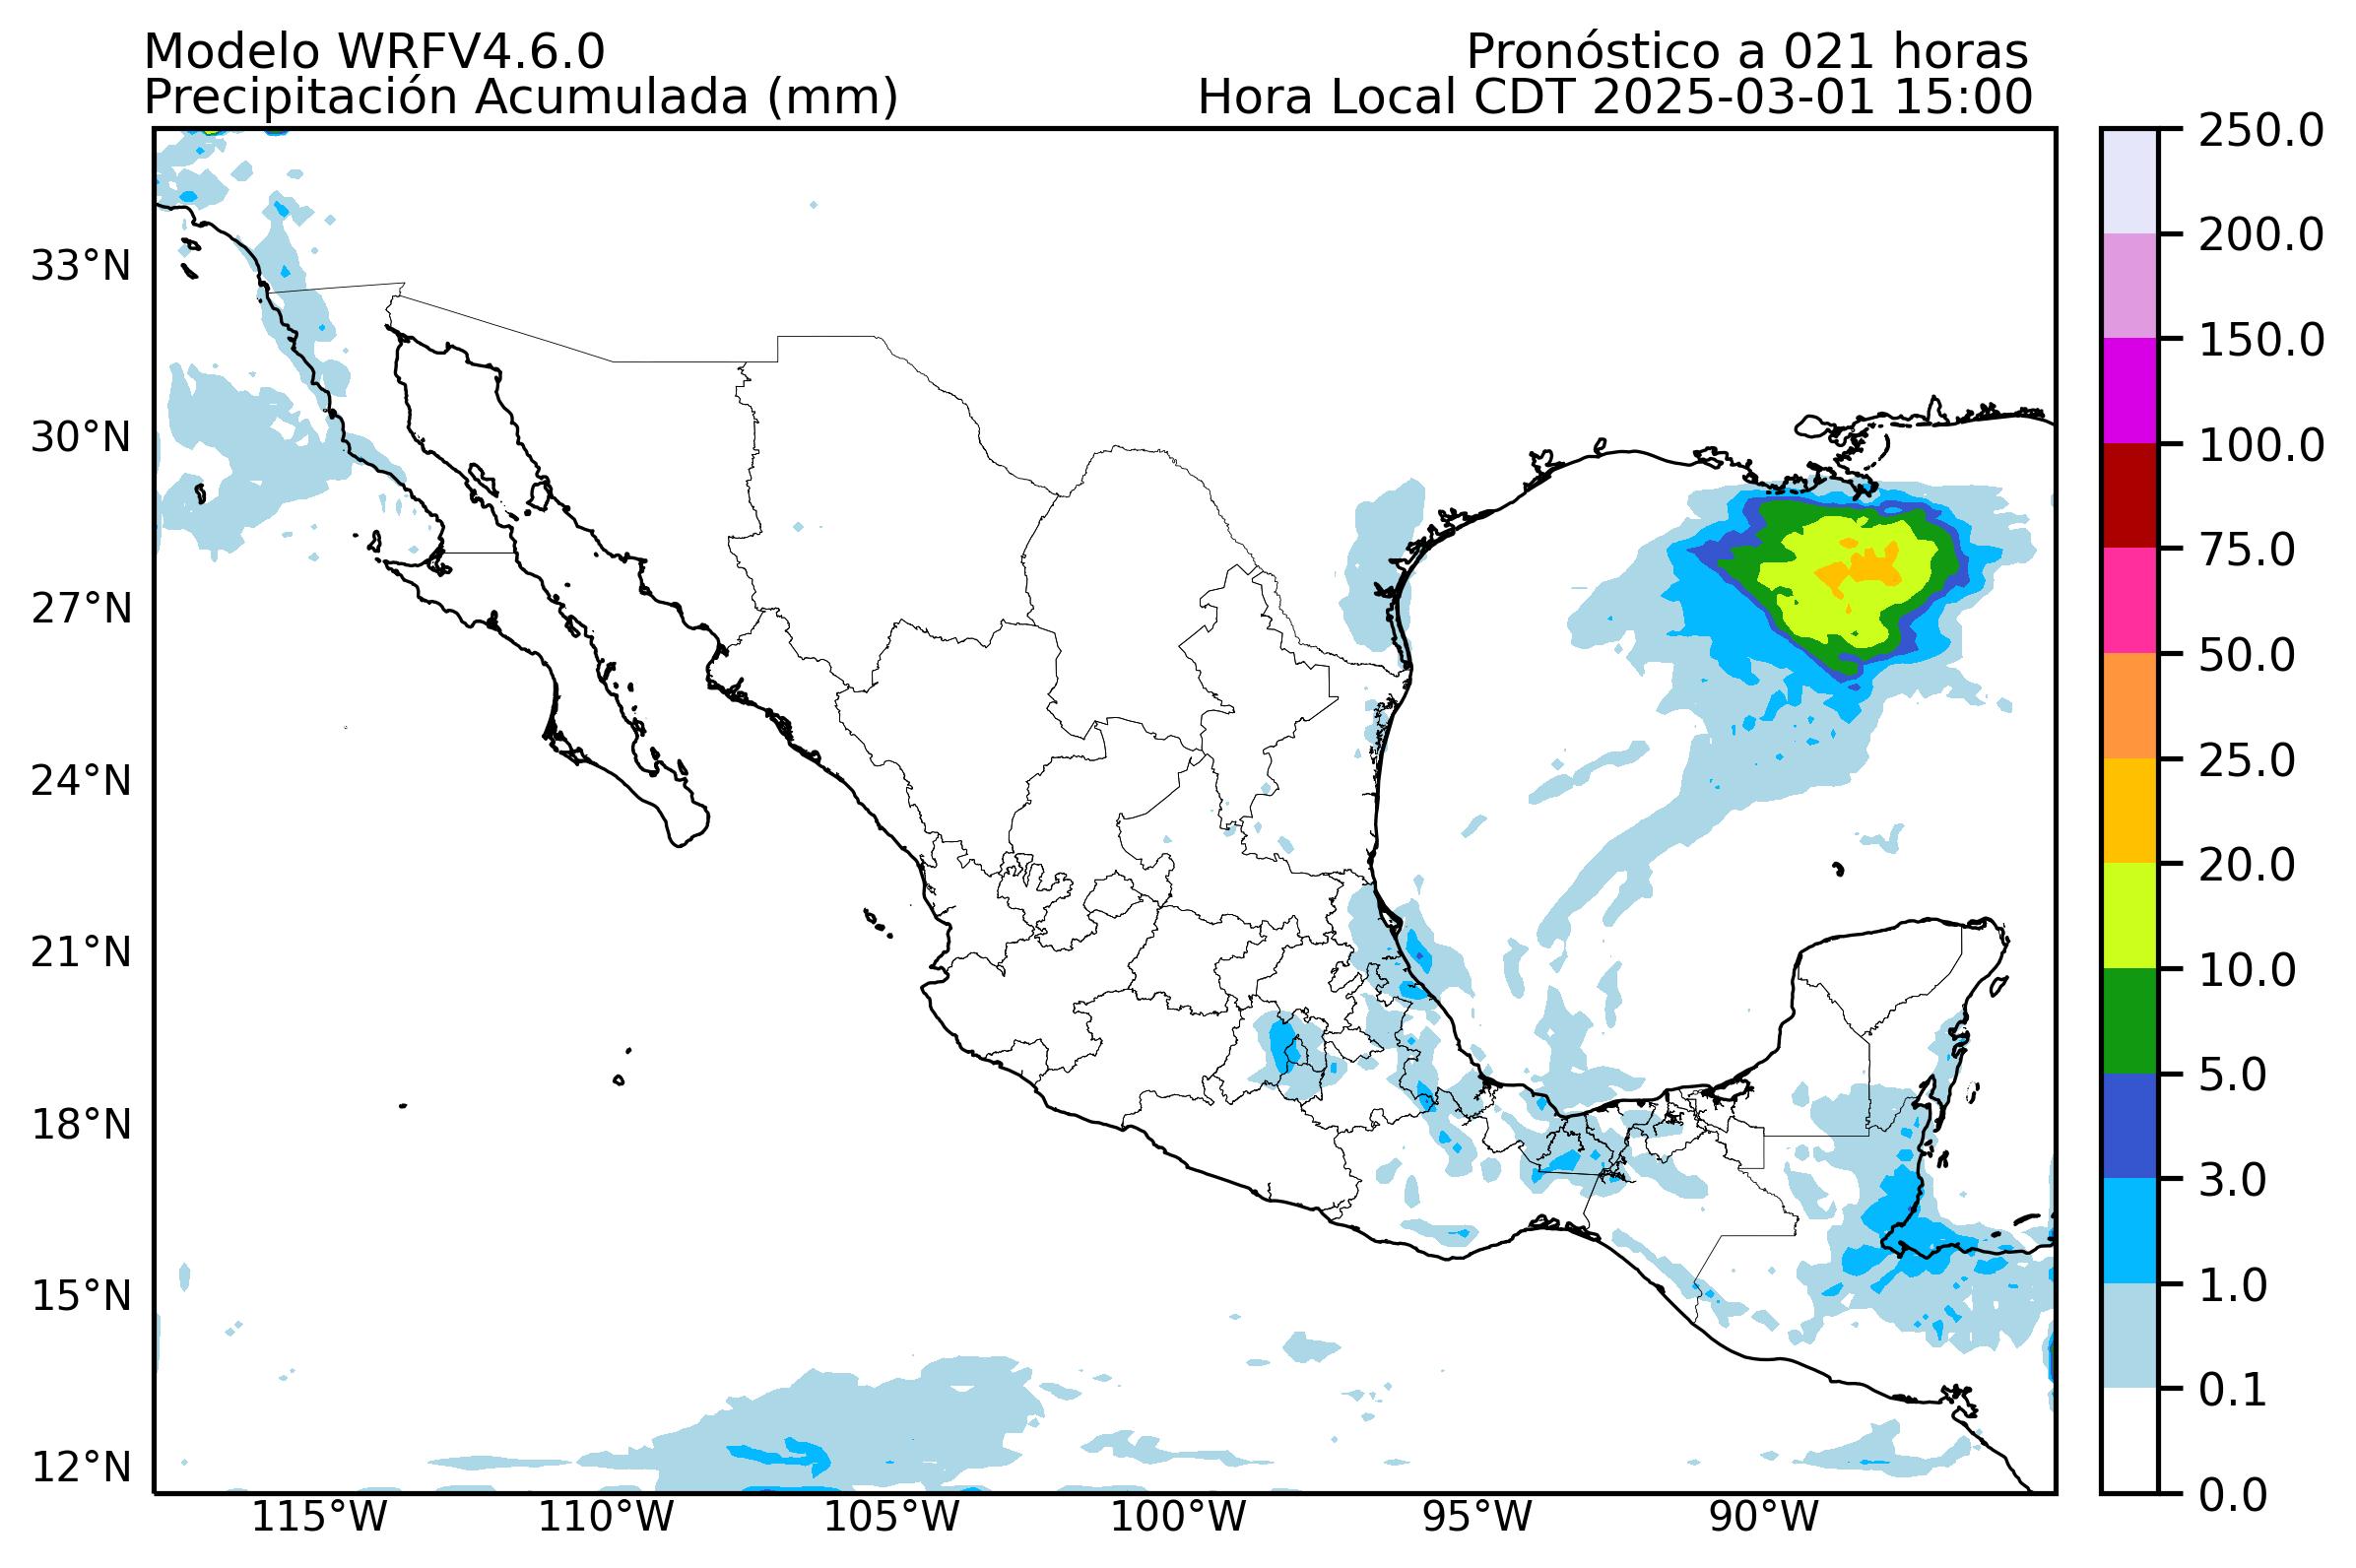 Modelo WRFV4.6.0
Pronóstico a 021 horas
Precipitación Acumulada (mm)
Hora Local CDT 2025-03-01 15:00
33°N
30°N
27°N
24°N
21°N
18°N
15°N
12°N
115°W
110°W
105°W
100°W
95°W
90°W
250.0
200.0
150.0
100.0
75.0
50.0
25.0
20.0
10.0
5.0
3.0
1.0
0.1
0.0